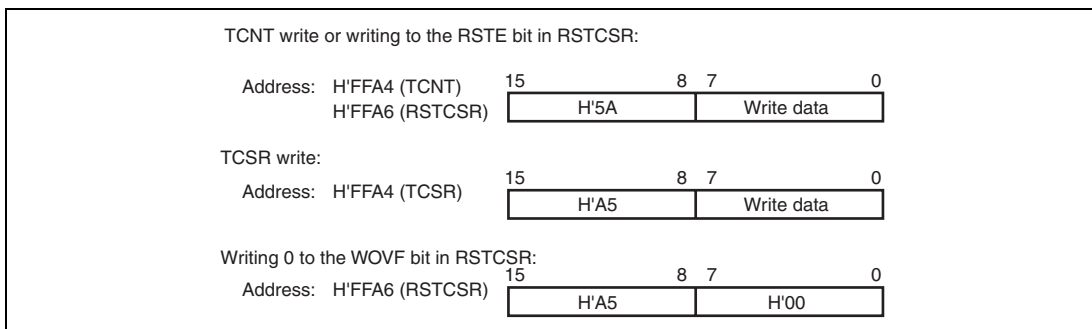 TCNT write or writing to the RSTE bit in RSTCSR:
15 8 7 0
Address: H'FFA4 (TCNT)
H'FFA6 (RSTCSR) H'5A Write data
TCSR write:
15 8 7 0
Address: H'FFA4 (TCSR)
H'A5 Write data
Writing 0 to the WOVF bit in RSTCSR:
15 8 7 0
Address: H'FFA6 (RSTCSR)
H'A5 H'00